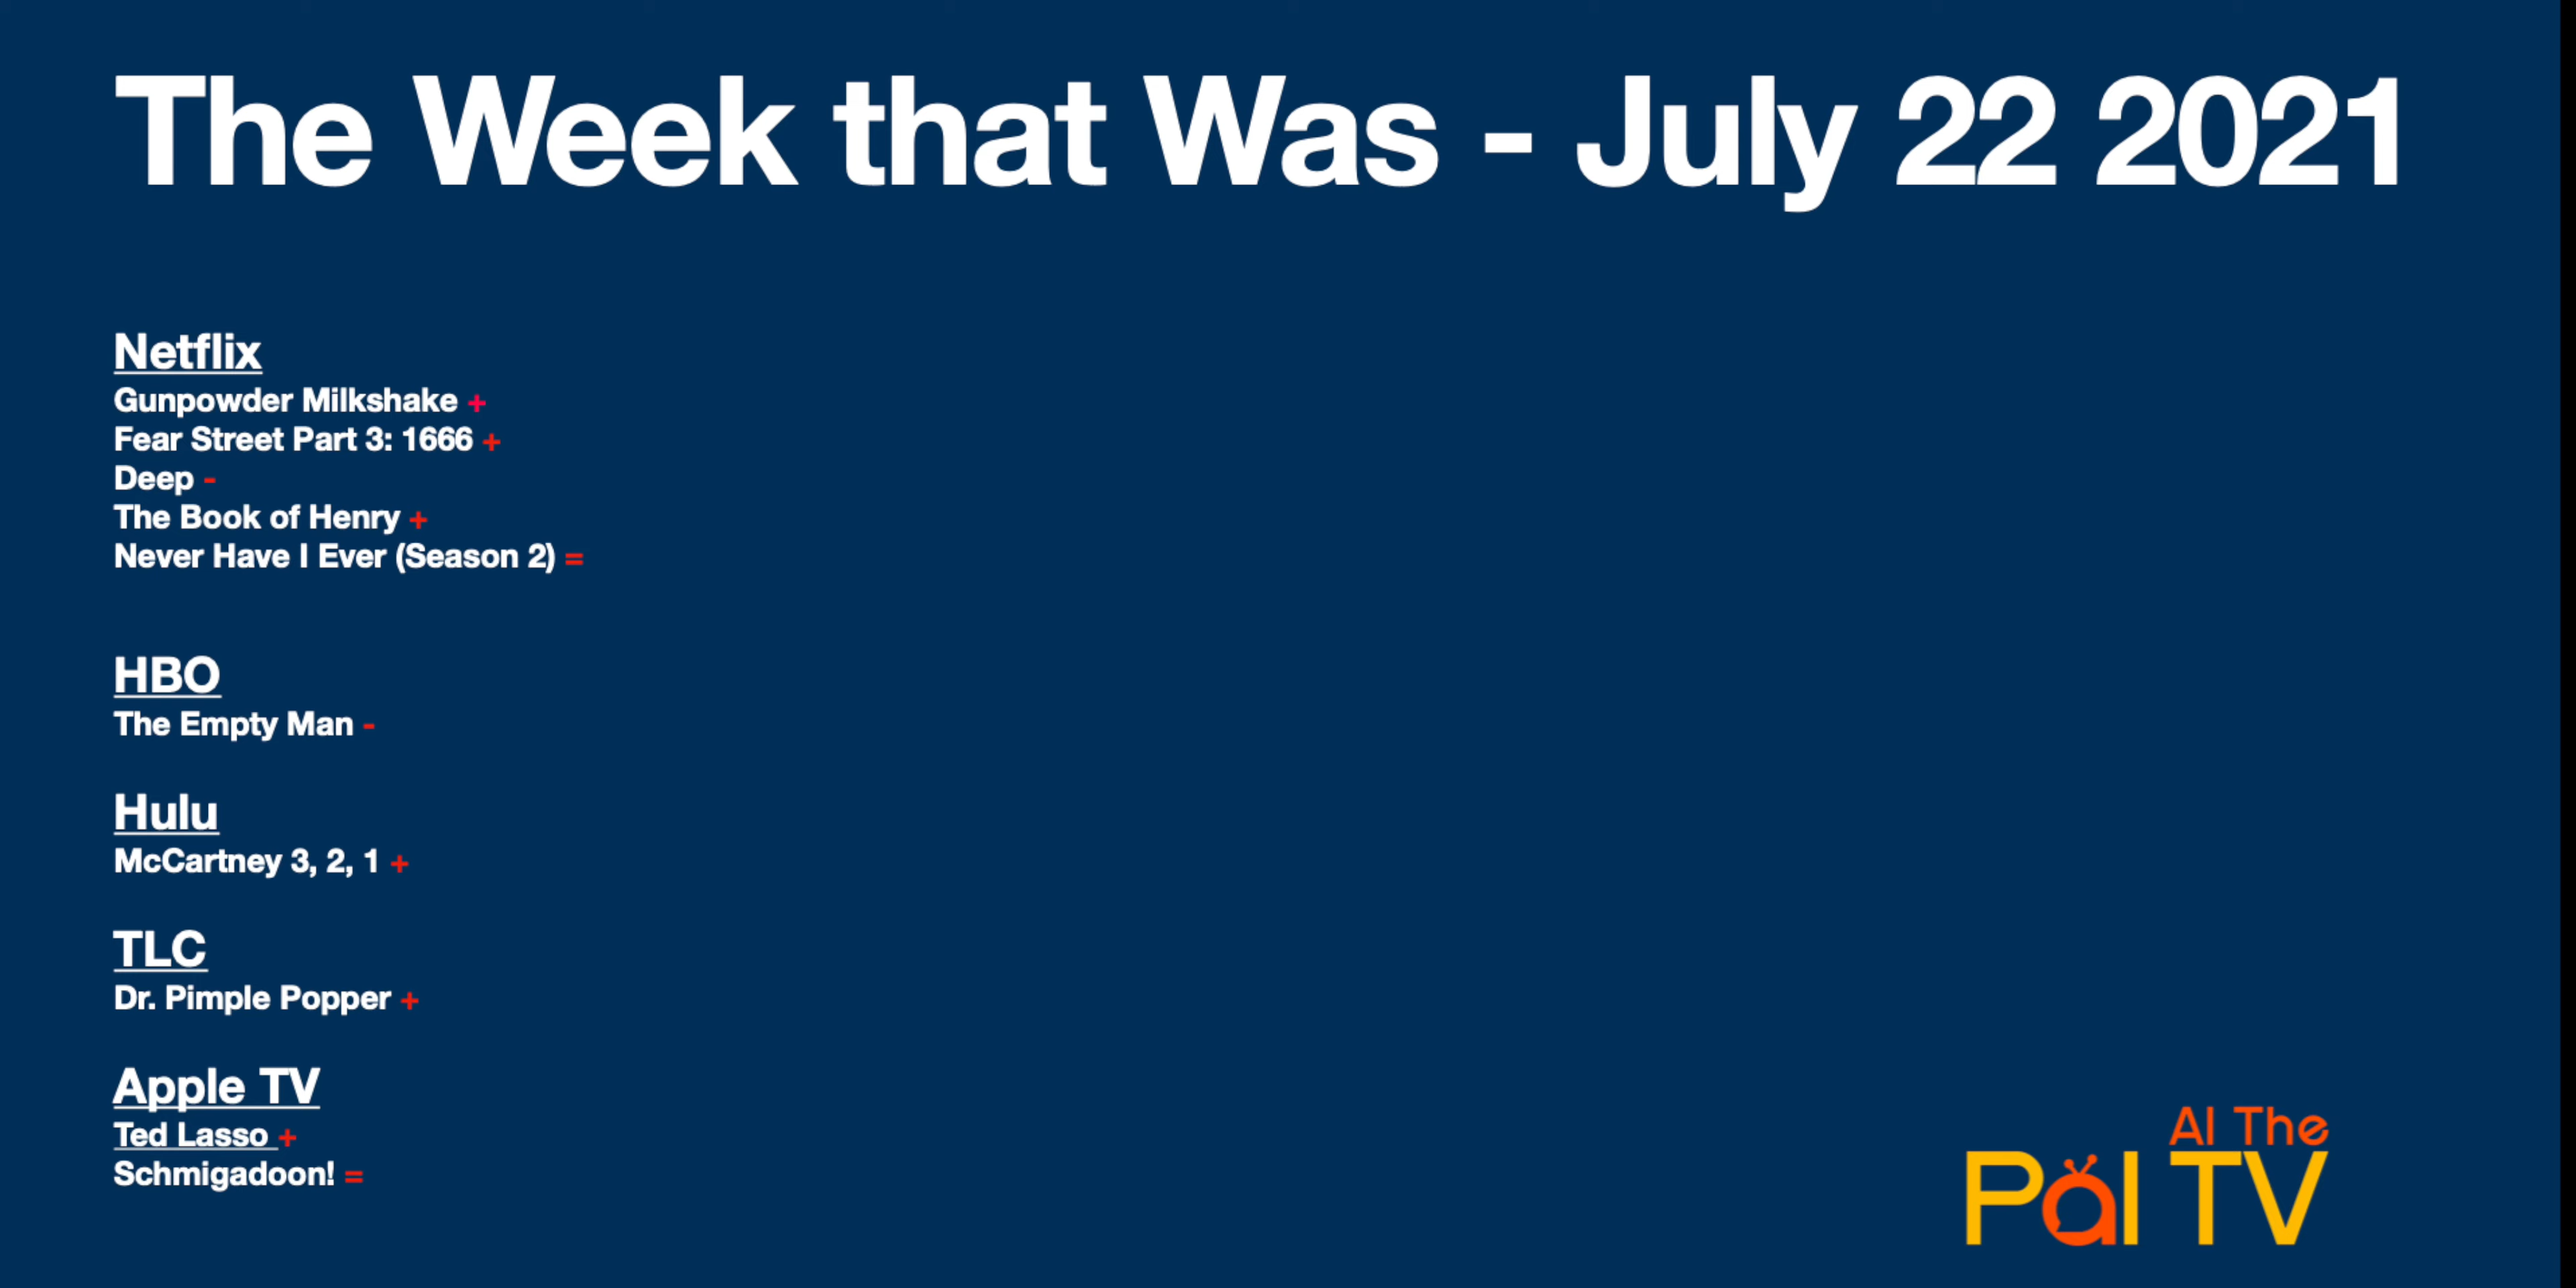 The Week that Was - July 22 2021
Netflix
Gunpowder Milkshake +
Fear Street Part 3: 1666 +
Deep -
The Book of Henry +
Never Have I Ever (Season 2) =
HBO
The Empty Man -
Hulu
McCartney 3, 2, 1 +
TLC
Dr. Pimple Popper +
Apple TV
Ted Lasso +
Schmigadoon! =
Al The
Pal TV